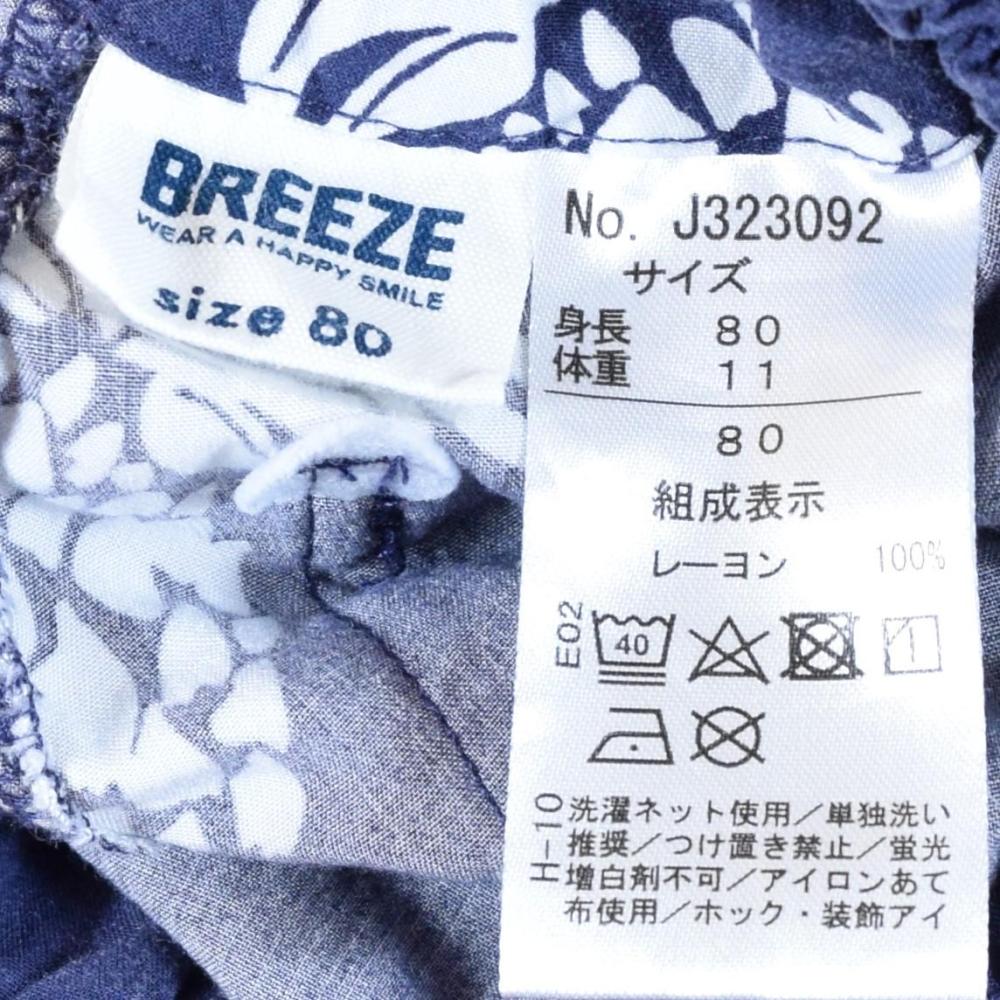 BREEZE
WEAR A HAPPY SMILE
size 80
No. J323092
サイズ
身長 80
体重 11
80
組成表示
レーヨン 100%
E02
40
H-10
洗濯ネット使用／単独洗い
推奨／つけ置き禁止／蛍光
増白剤不可／アイロンあて
布使用／ホック・装飾アイ